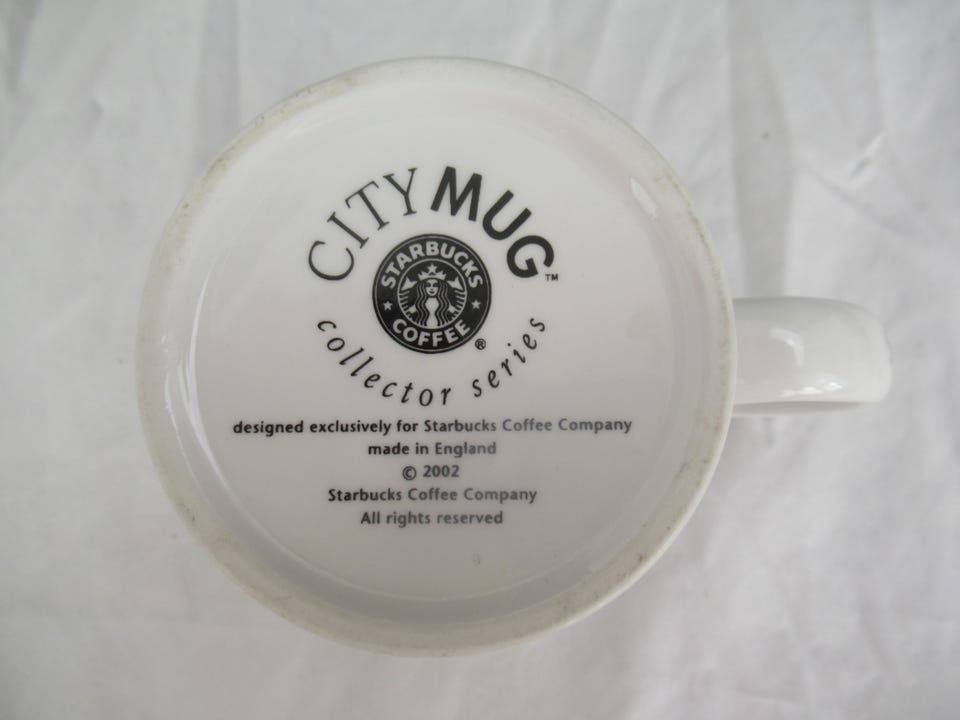 CITY MUG™
STARBUCKS
COFFEE
®
collector series
designed exclusively for Starbucks Coffee Company
made in England
© 2002
Starbucks Coffee Company
All rights reserved
9